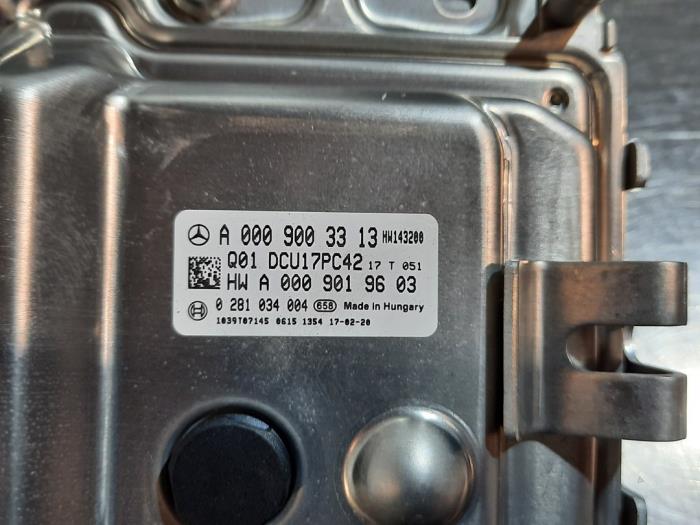 A 000 900 33 13 HW143200
Q01 DCU17PC42 17 T 051
HW A 000 901 96 03
0 281 034 004 658 Made in Hungary
1039T07145 0615 1354 17-02-20